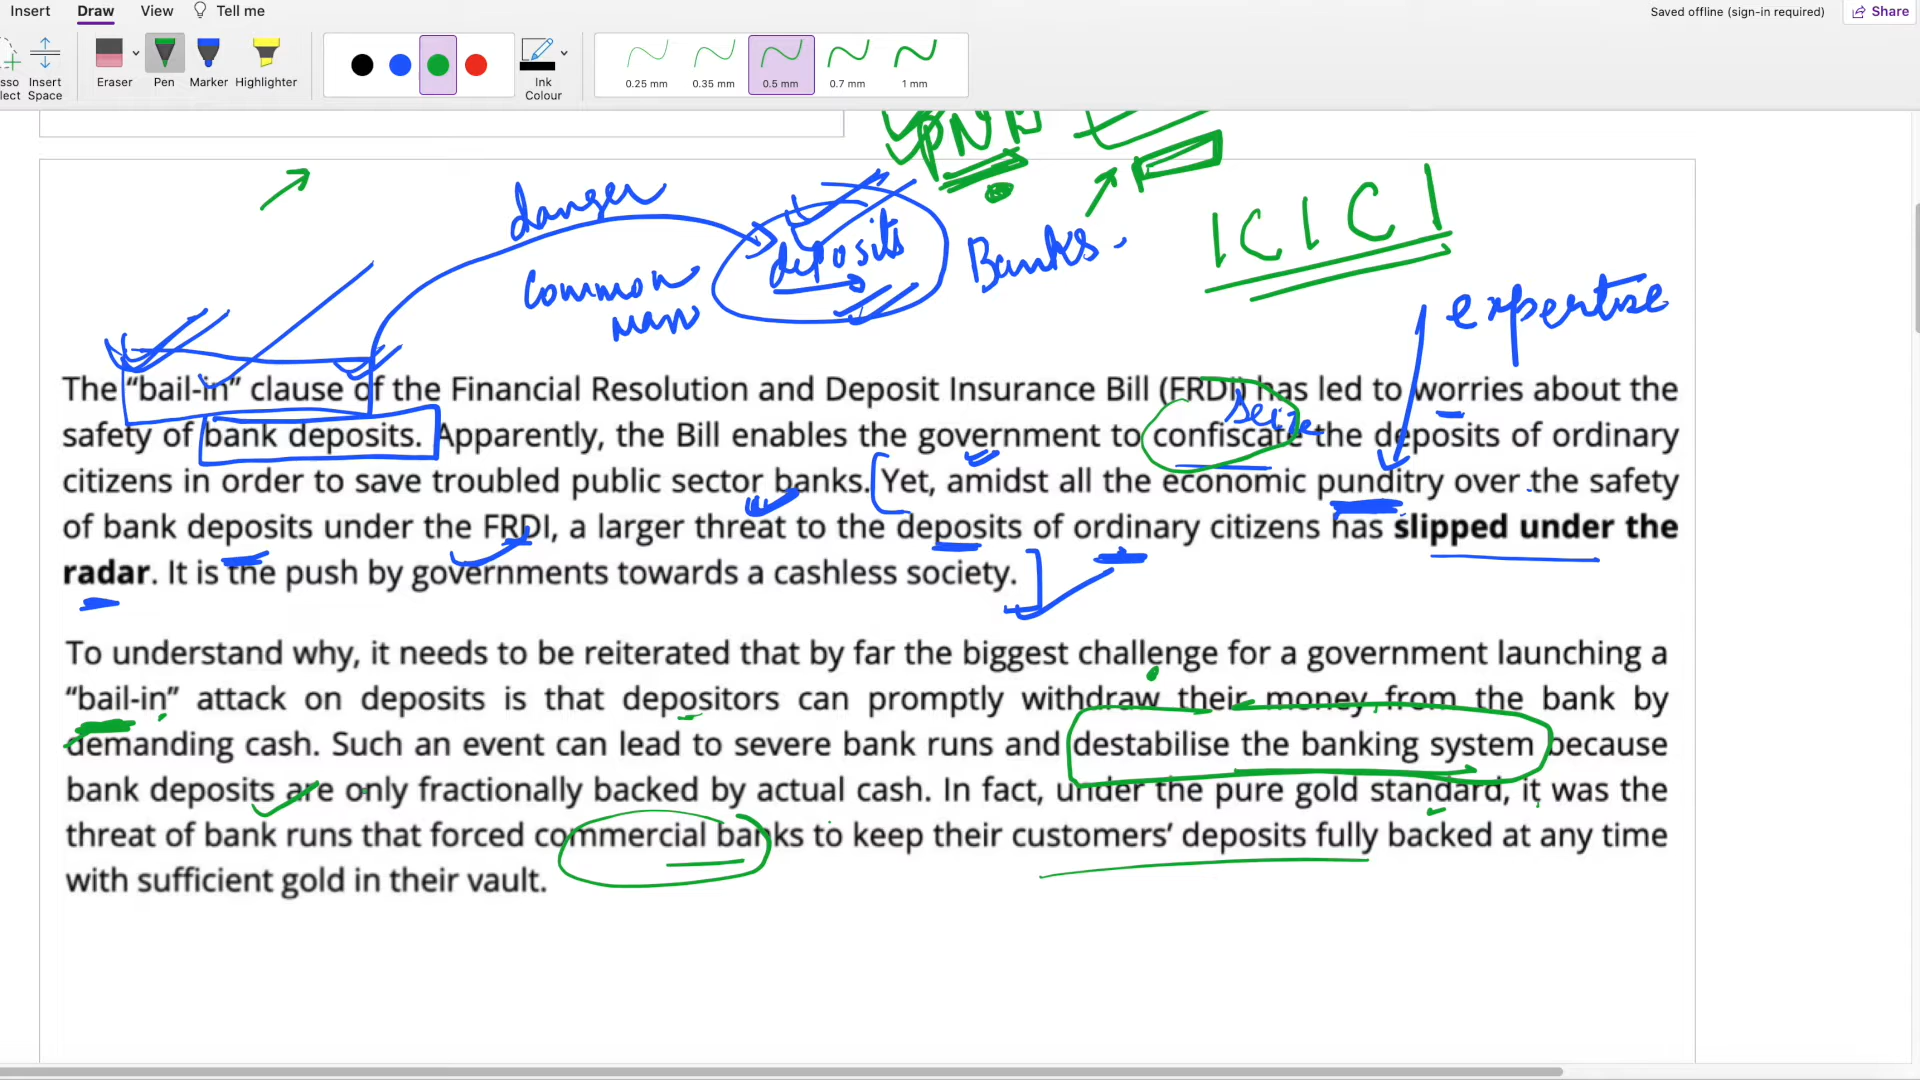 Insert Draw View Tell me Saved offline (sign-in required) Share
Eraser Pen Marker Highlighter Ink Colour 0.25 mm 0.35 mm 0.5 mm 0.7 mm 1 mm
Insert Space
PNB
ICICI
danger
deposits
Banks.
common man
expertise
The “bail-in” clause of the Financial Resolution and Deposit Insurance Bill (FRDI) has led to worries about the
seize
safety of bank deposits. Apparently, the Bill enables the government to confiscate the deposits of ordinary
citizens in order to save troubled public sector banks. Yet, amidst all the economic punditry over the safety
of bank deposits under the FRDI, a larger threat to the deposits of ordinary citizens has slipped under the
radar. It is the push by governments towards a cashless society.
To understand why, it needs to be reiterated that by far the biggest challenge for a government launching a
“bail-in” attack on deposits is that depositors can promptly withdraw their money from the bank by
demanding cash. Such an event can lead to severe bank runs and destabilise the banking system because
bank deposits are only fractionally backed by actual cash. In fact, under the pure gold standard, it was the
threat of bank runs that forced commercial banks to keep their customers’ deposits fully backed at any time
with sufficient gold in their vault.